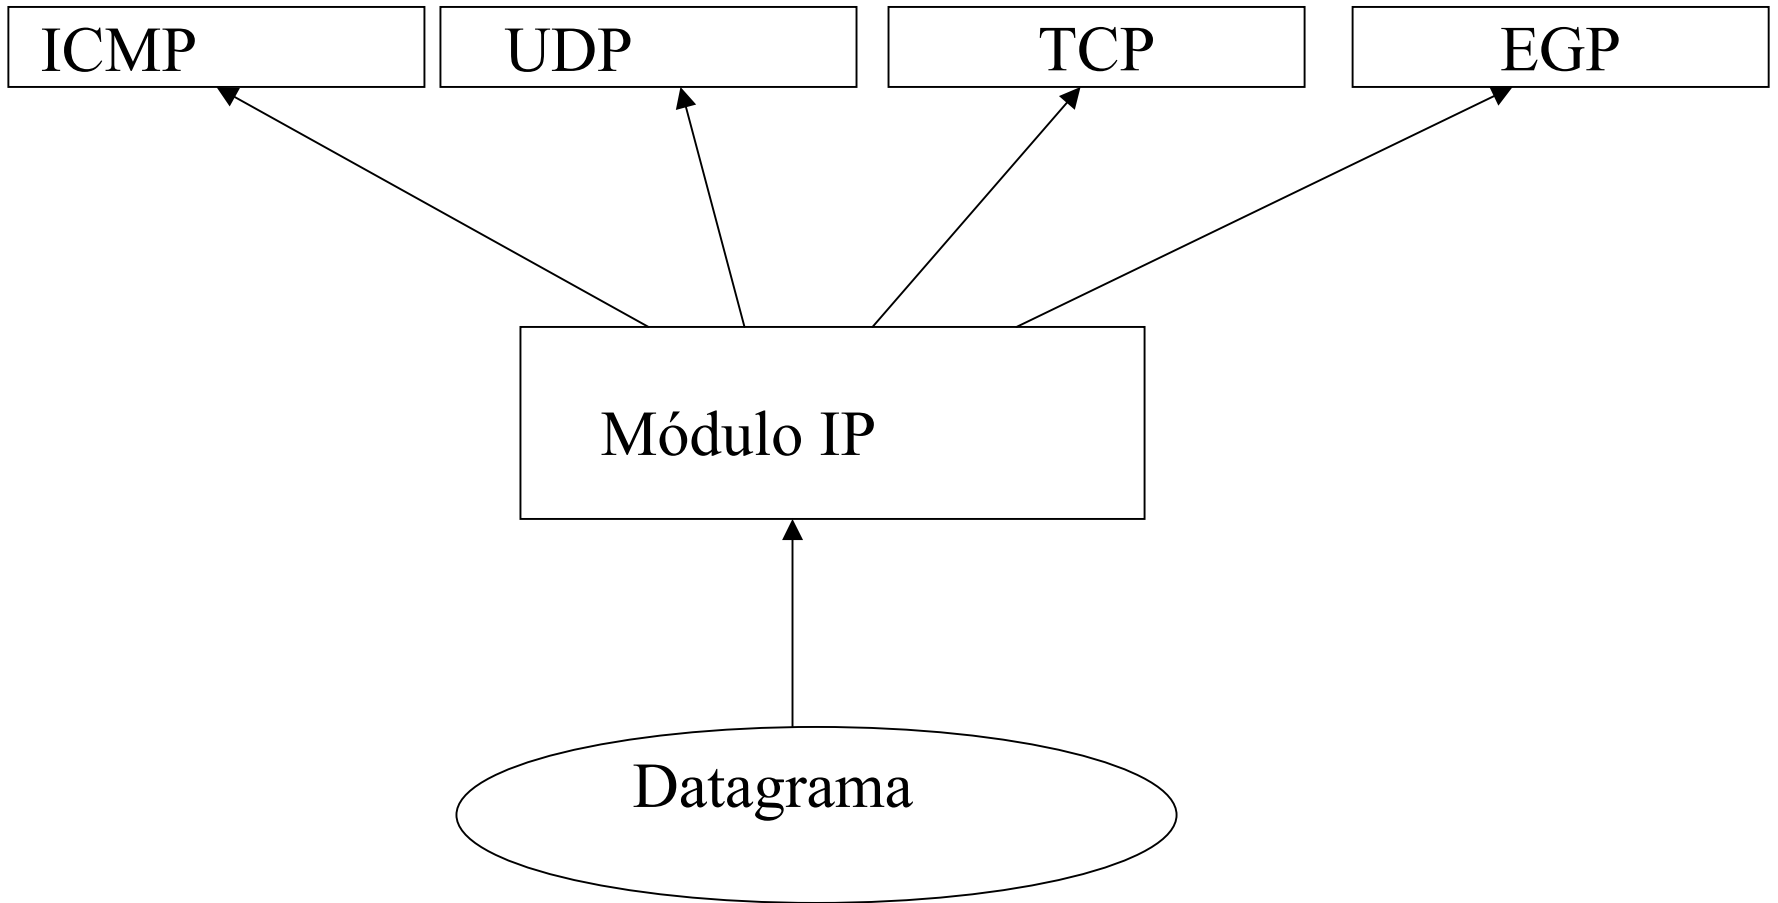 ICMP
UDP
TCP
EGP
Módulo IP
Datagrama